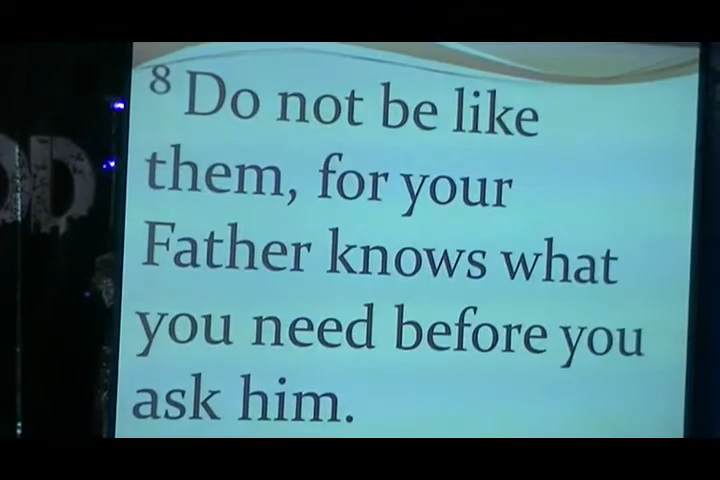 8 Do not be like
them, for your
Father knows what
you need before you
ask him.